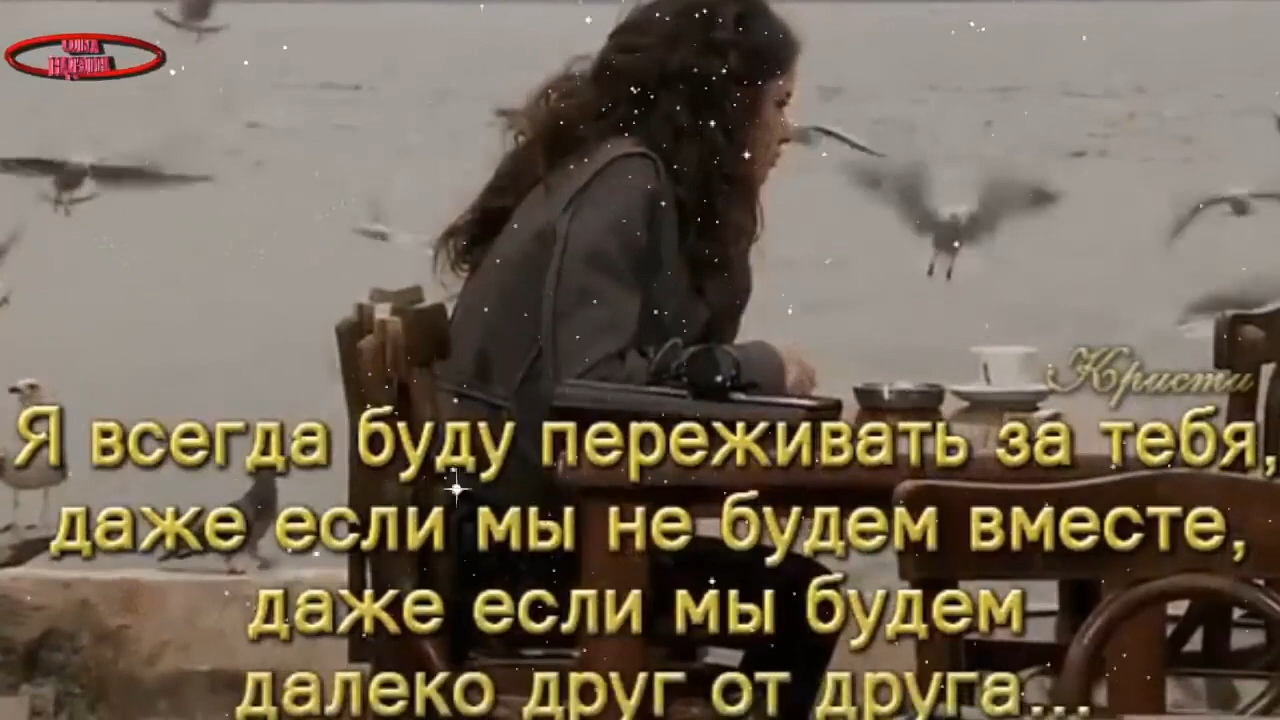 Кристи
Я всегда буду переживать за тебя,
даже если мы не будем вместе,
даже если мы будем
далеко друг от друга...